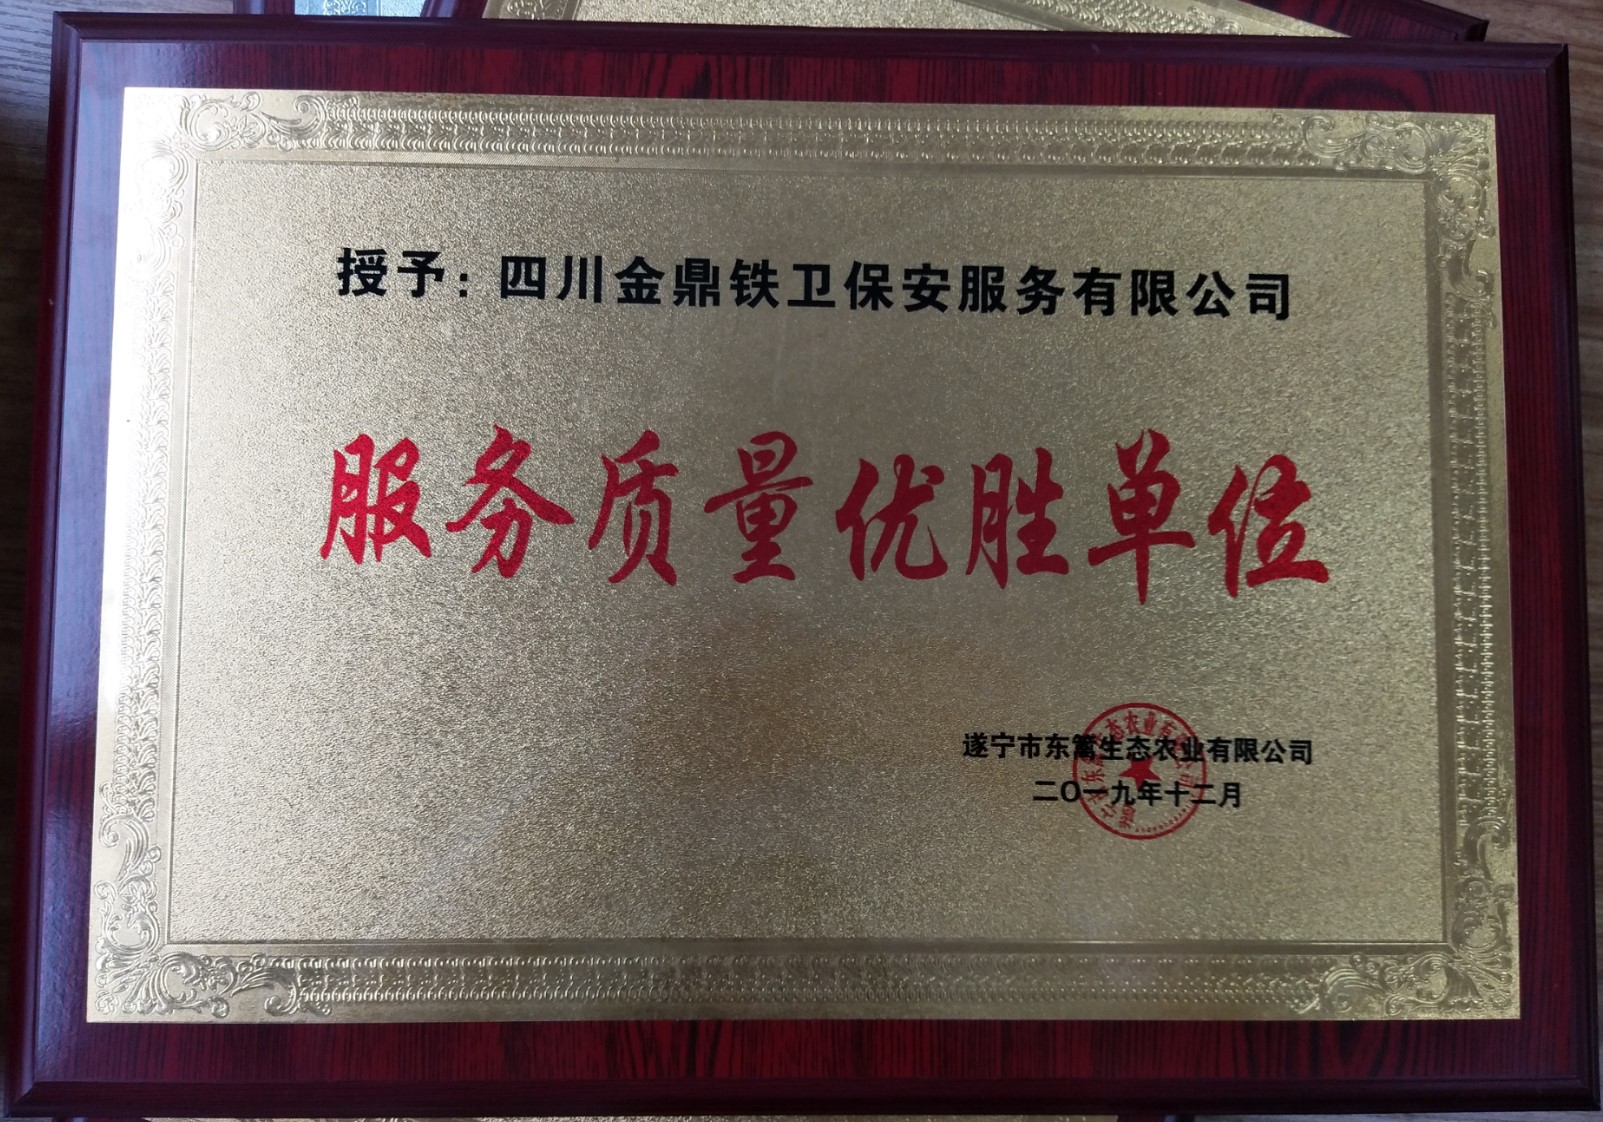 授予：四川金鼎铁卫保安服务有限公司
服务质量优胜单位
遂宁市东篱生态农业有限公司
二〇一九年十二月